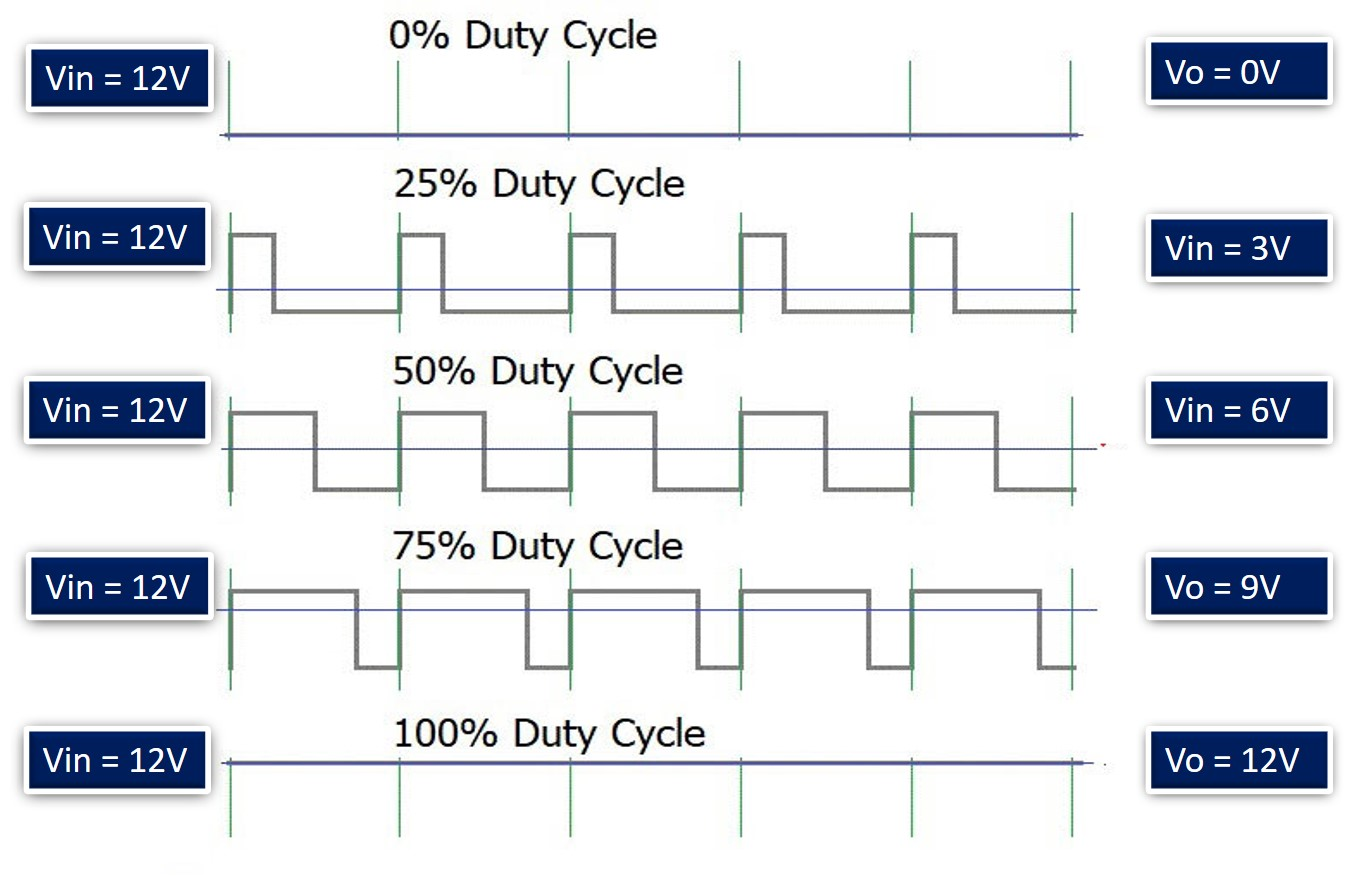 0% Duty Cycle
Vin = 12V
Vo = 0V
25% Duty Cycle
Vin = 12V
Vin = 3V
50% Duty Cycle
Vin = 12V
Vin = 6V
75% Duty Cycle
Vin = 12V
Vo = 9V
100% Duty Cycle
Vin = 12V
Vo = 12V